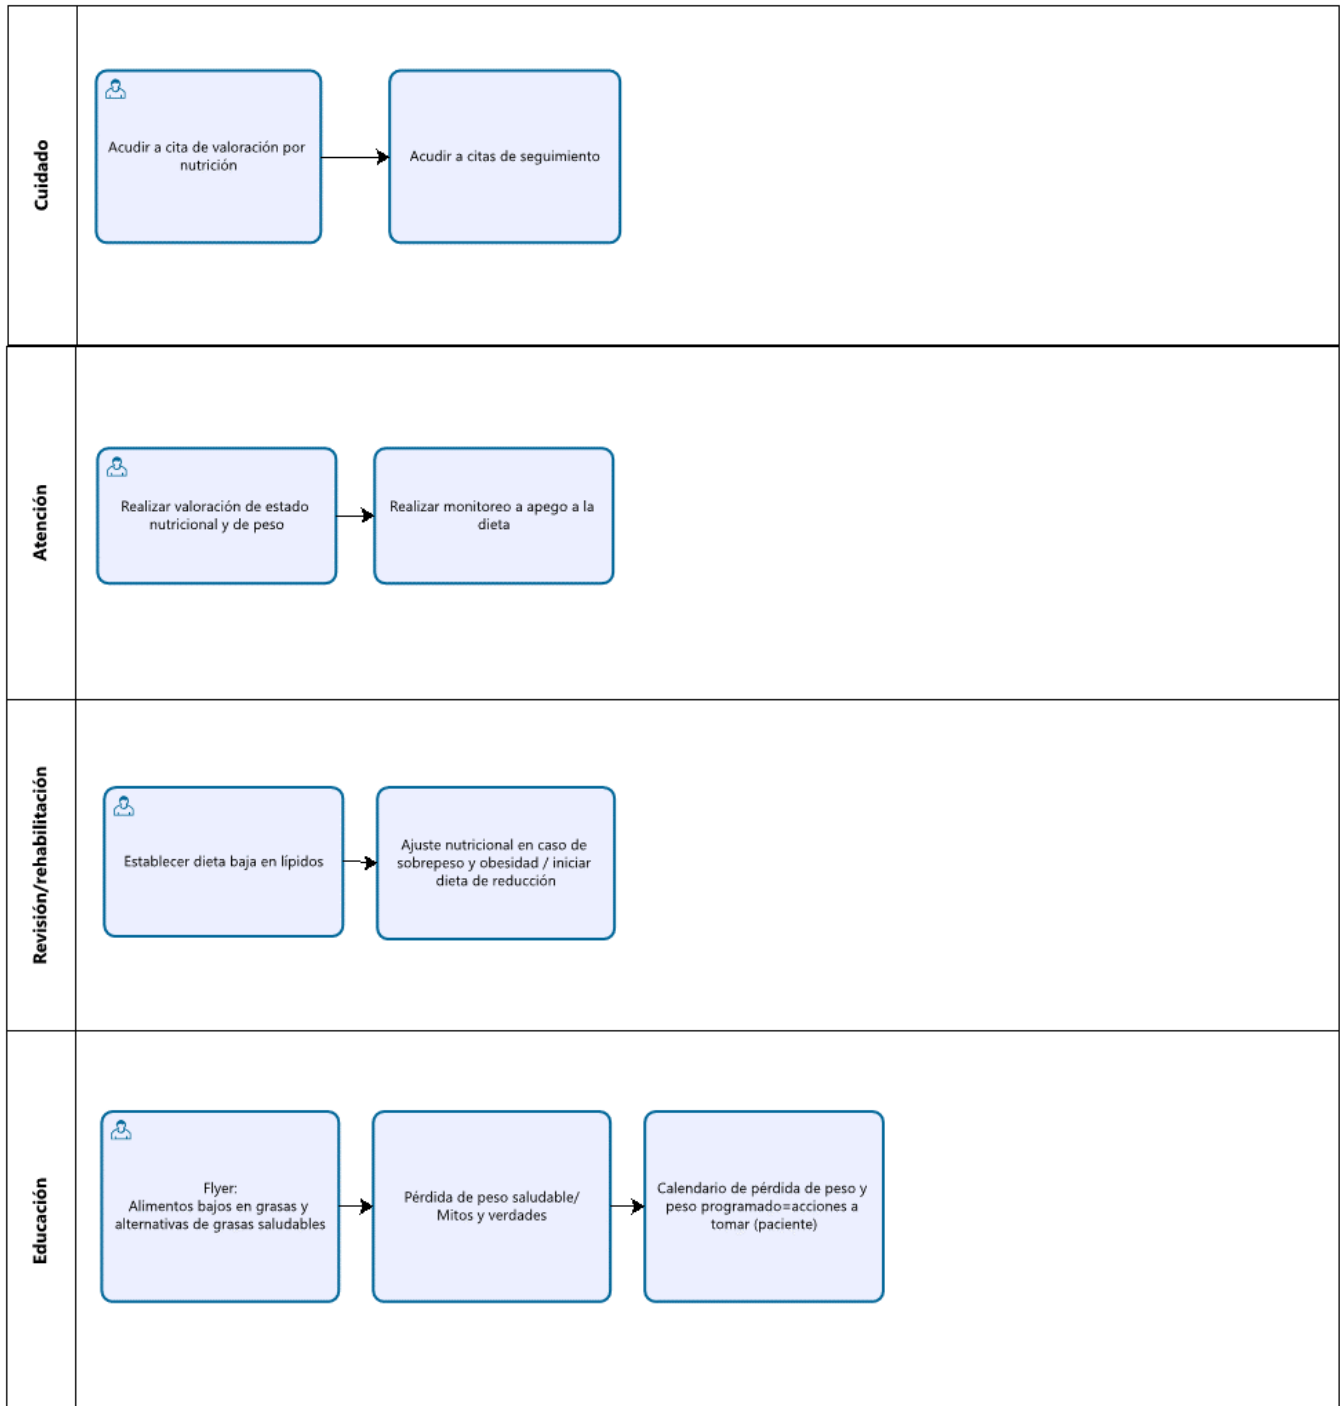 Cuidado
Acudir a cita de valoración por
nutrición
Acudir a citas de seguimiento
Atención
Realizar valoración de estado
nutricional y de peso
Realizar monitoreo a apego a la
dieta
Revisión/rehabilitación
Establecer dieta baja en lípidos
Ajuste nutricional en caso de
sobrepeso y obesidad / iniciar
dieta de reducción
Educación
Flyer:
Alimentos bajos en grasas y
alternativas de grasas saludables
Pérdida de peso saludable/
Mitos y verdades
Calendario de pérdida de peso y
peso programado=acciones a
tomar (paciente)